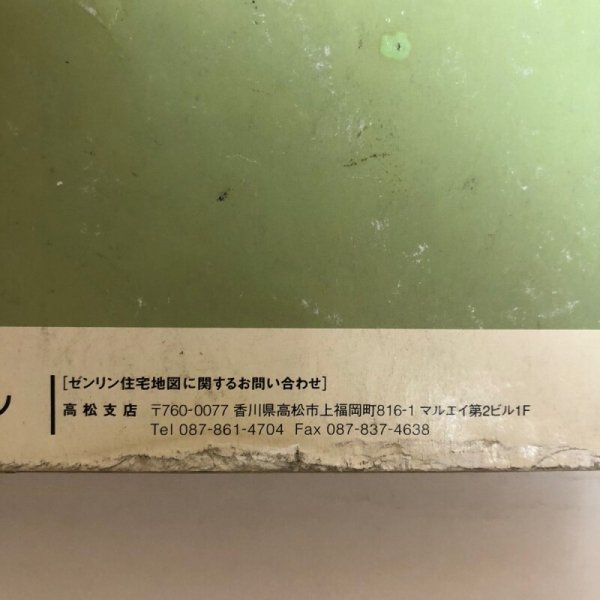 [ゼンリン住宅地図に関するお問い合わせ]
高松支店 〒760-0077 香川県高松市上福岡町816-1 マルエイ第2ビル1F
Tel 087-861-4704 Fax 087-837-4638